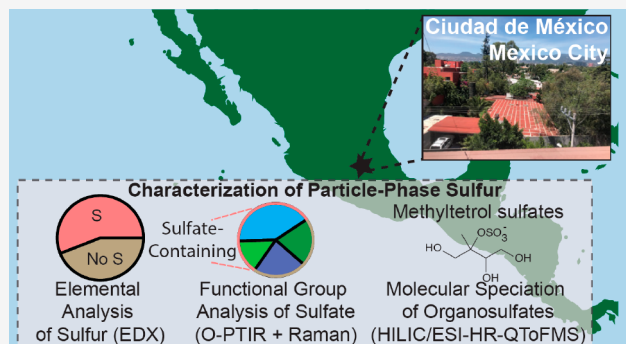 Ciudad de México
Mexico City
Characterization of Particle-Phase Sulfur
S
No S
Sulfate-
Containing
Methyltetrol sulfates
OSO3-
HO
OH
OH
Elemental
Analysis
of Sulfur (EDX)
Functional Group
Analysis of Sulfate
(O-PTIR + Raman)
Molecular Speciation
of Organosulfates
(HILIC/ESI-HR-QToFMS)